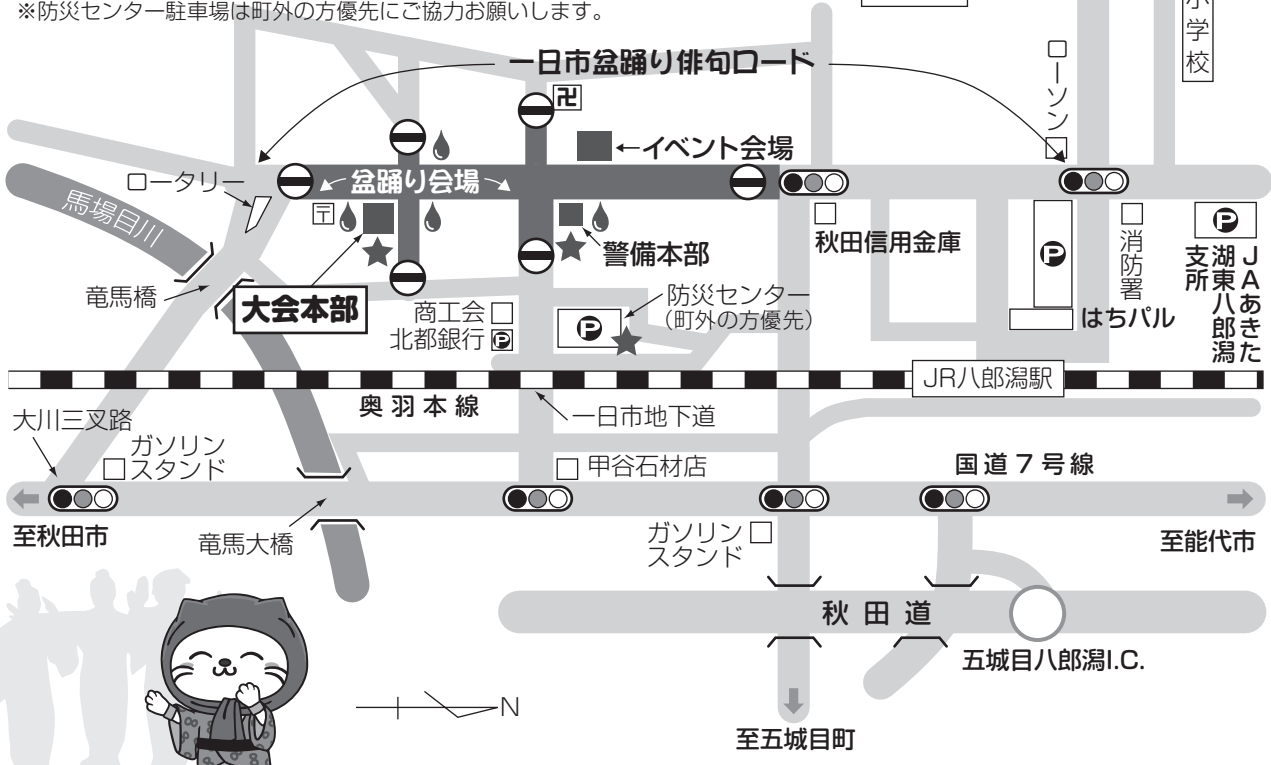 ※防災センター駐車場は町外の方優先にご協力お願いします。
小学校
一日市盆踊り俳句ロード
ローソン
卍
←イベント会場
盆踊り会場
ロータリー
馬場目川
〒
秋田信用金庫
警備本部
消防署
P
P
JAあきた
湖東八郎潟
支所
竜馬橋
大会本部
商工会
北都銀行 P
P
防災センター
(町外の方優先)
はちパル
JR八郎潟駅
奥羽本線
一日市地下道
大川三叉路
ガソリン
スタンド
甲谷石材店
国道7号線
至秋田市
竜馬大橋
ガソリン
スタンド
至能代市
秋田道
五城目八郎潟I.C.
N
至五城目町